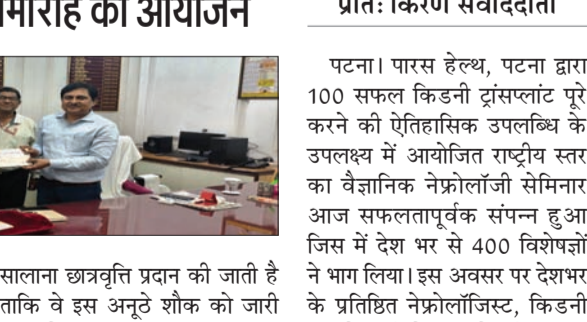 का आयोजन
सालाना छात्रवृत्ति प्रदान की जाती है
ताकि वे इस अनूठे शौक को जारी
प्रातः किरण संवाददाता
पटना। पारस हेल्थ, पटना द्वारा
100 सफल किडनी ट्रांसप्लांट पूरे
करने की ऐतिहासिक उपलब्धि के
उपलक्ष्य में आयोजित राष्ट्रीय स्तर
का वैज्ञानिक नेफ्रोलॉजी सेमिनार
आज सफलतापूर्वक संपन्न हुआ
जिस में देश भर से 400 विशेषज्ञों
ने भाग लिया। इस अवसर पर देशभर
के प्रतिष्ठित नेफ्रोलॉजिस्ट, किडनी